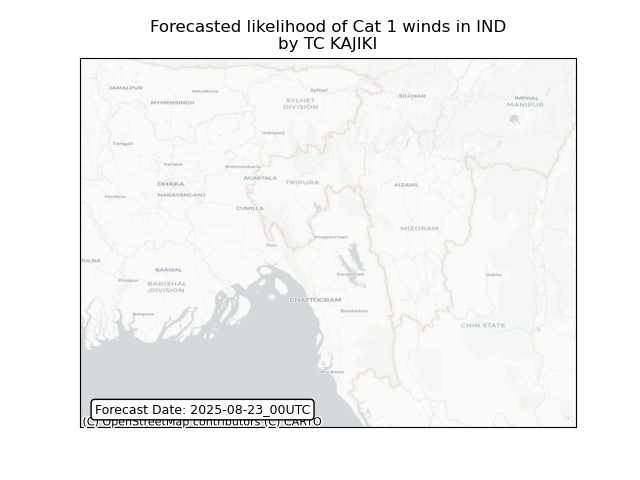 Forecasted likelihood of Cat 1 winds in IND
by TC KAJIKI
JAMALPUR
Netrokona
MYMENSINGH
Sylhet
SYLHET
DIVISION
SILCHAR
IMPHAL
MANIPUR
Habiganj
Tangail
Gazipur
Brahmanbaria
DHAKA
AGARTALA
TRIPURA
AIZAWL
Faridpur
NARAYANGANJ
CUMILLA
MIZORAM
Khagrachhari
Feni
ULNA
BARISAL
Rangamati
Hakha
Pirojpur
BARISHAL
DIVISION
CHATTOGRAM
Barguna
Bandarban
CHIN STATE
Cox's Bazar
Forecast Date: 2025-08-23_00UTC
(C) OpenStreetMap contributors (C) CARTO